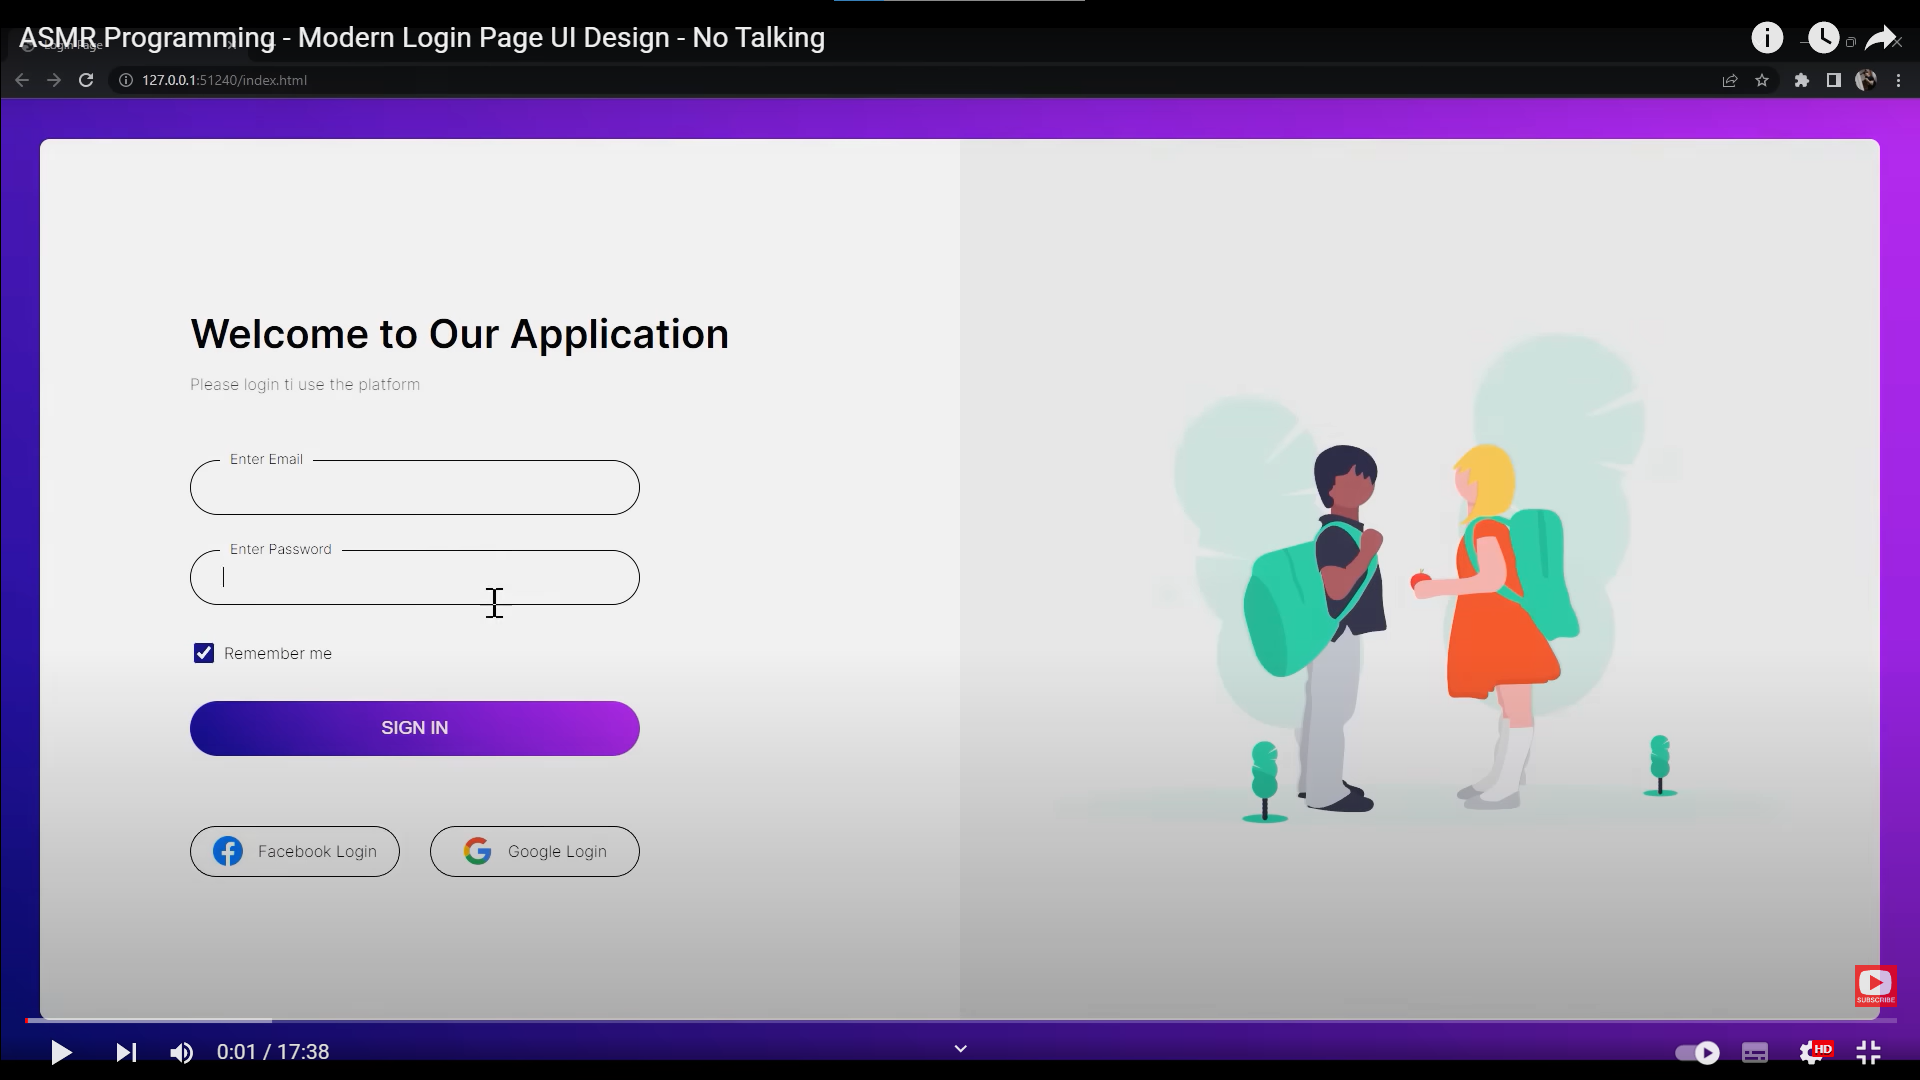 ASMR Programming - Modern Login Page UI Design - No Talking
127.0.0.1:51240/index.html
Welcome to Our Application
Please login ti use the platform
Enter Email
Enter Password
Remember me
SIGN IN
Facebook Login
Google Login
SUBSCRIBE
0:01 / 17:38
HD